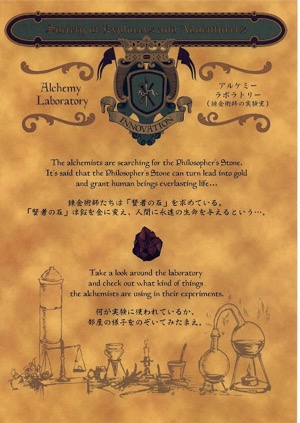 Society of Explorers and Adventurers
Alchemy
Laboratory
アルケミー
ラボラトリー
(錬金術師の実験室)
INNOVATION
The alchemists are searching for the Philosopher's Stone.
It's said that the Philosopher's Stone can turn lead into gold
and grant human beings everlasting life…
錬金術師たちは「賢者の石」を求めている。
「賢者の石」は鉛を金に変え、人間に永遠の生命を与えるという…。
Take a look around the laboratory
and check out what kind of things
the alchemists are using in their experiments.
何が実験に使われているか、
部屋の様子をのぞいてみたまえ。